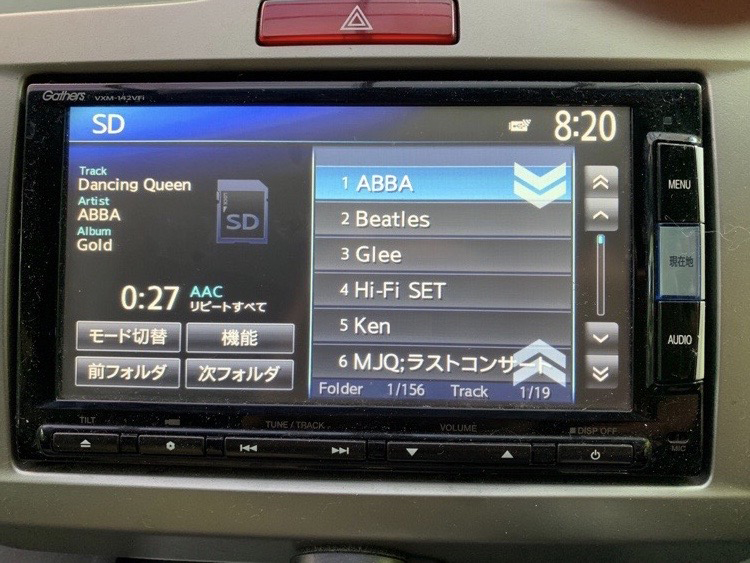 Gathers VXM-142VFi
SD 8:20
Track
Dancing Queen
Artist
ABBA
Album
Gold
SD
0:27 AAC
リピートすべて
モード切替 機能
前フォルダ 次フォルダ
1 ABBA
2 Beatles
3 Glee
4 Hi-Fi SET
5 Ken
6 MJQ;ラストコンサート
Folder 1/156 Track 1/19
MENU
現在地
AUDIO
TILT TUNE / TRACK VOLUME DISP OFF
MIC